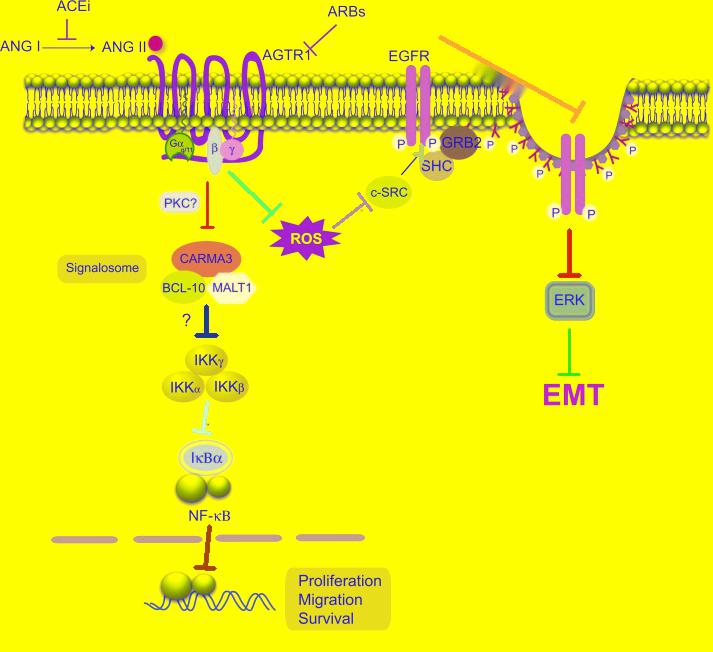 ACEi
ARBs
ANG I
ANG II
AGTR1
EGFR
Gα q/11
β
γ
P
P
GRB2
SHC
P
P
P
P
P
P
c-SRC
PKC?
ROS
CARMA3
Signalosome
BCL-10
MALT1
ERK
?
IKKγ
IKKα
IKKβ
EMT
IκBα
NF-κB
Proliferation
Migration
Survival